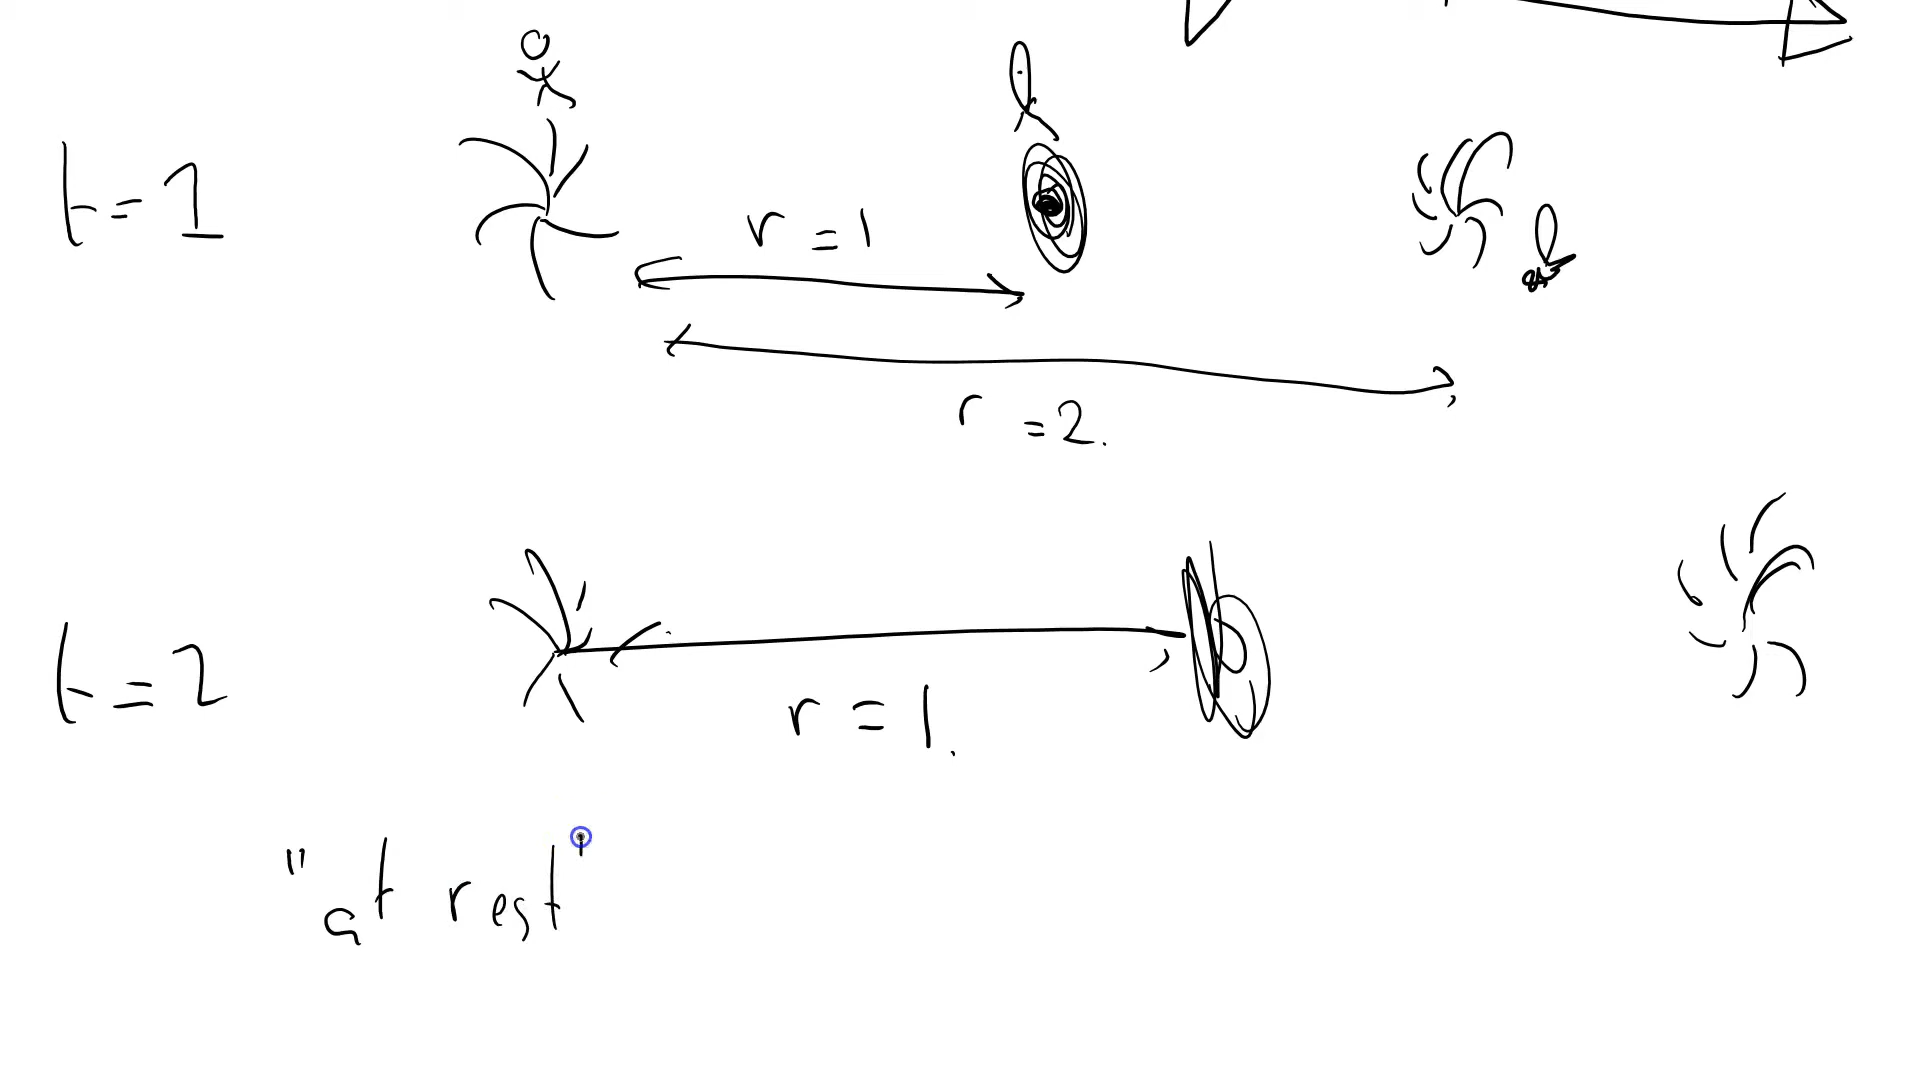 t=1
r=1
r=2.
t=2
r=1.
"at rest"